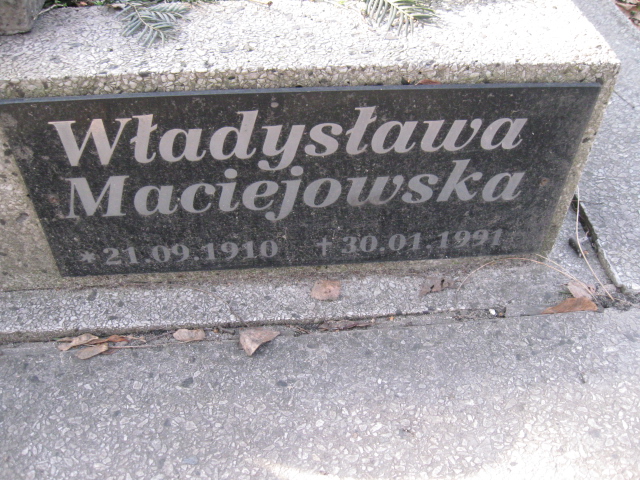 Władysława
Maciejowska
* 21.09.1910 † 30.01.1991